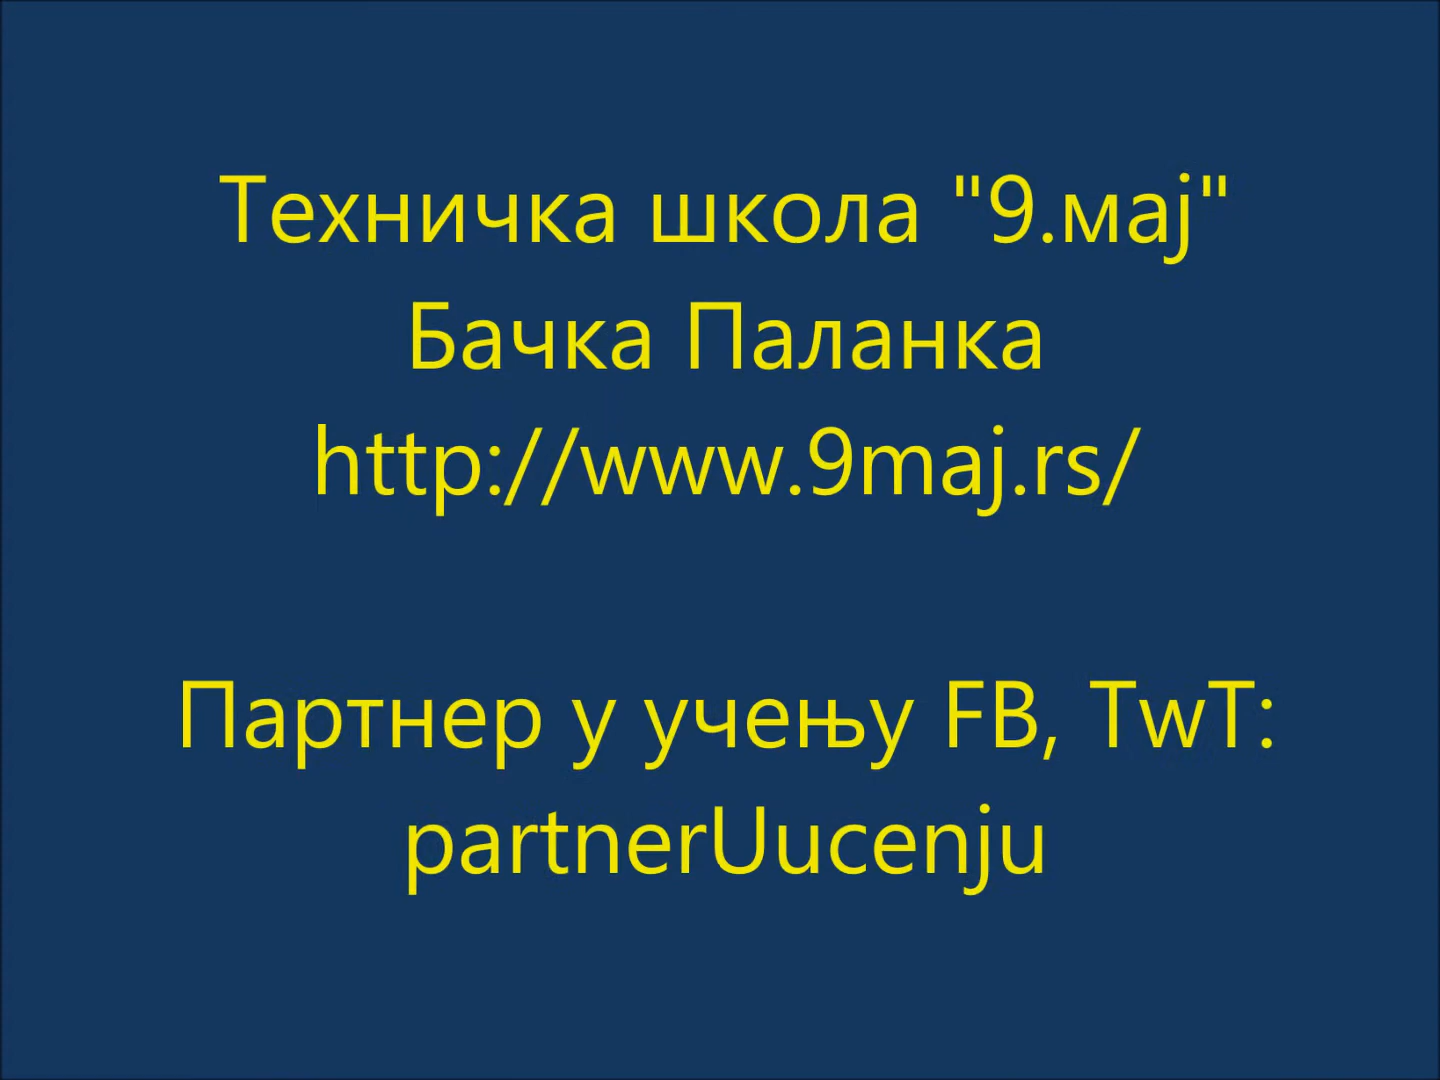 Техничка школа "9.мај"
Бачка Паланка
http://www.9maj.rs/
Партнер у учењу FB, TwT:
partnerUucenju